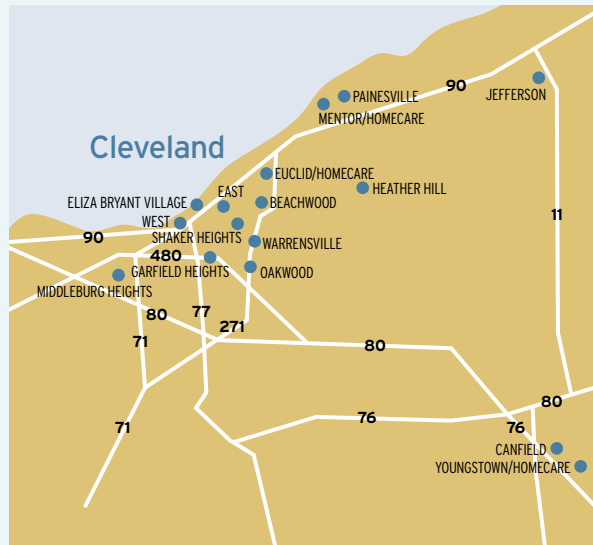 PAINESVILLE
90
JEFFERSON
MENTOR/HOMECARE
Cleveland
EUCLID/HOMECARE
HEATHER HILL
EAST
ELIZA BRYANT VILLAGE
BEACHWOOD
WEST
11
90
SHAKER HEIGHTS
WARRENSVILLE
480
GARFIELD HEIGHTS
OAKWOOD
MIDDLEBURG HEIGHTS
77
80
271
71
80
80
76
71
76
CANFIELD
YOUNGSTOWN/HOMECARE